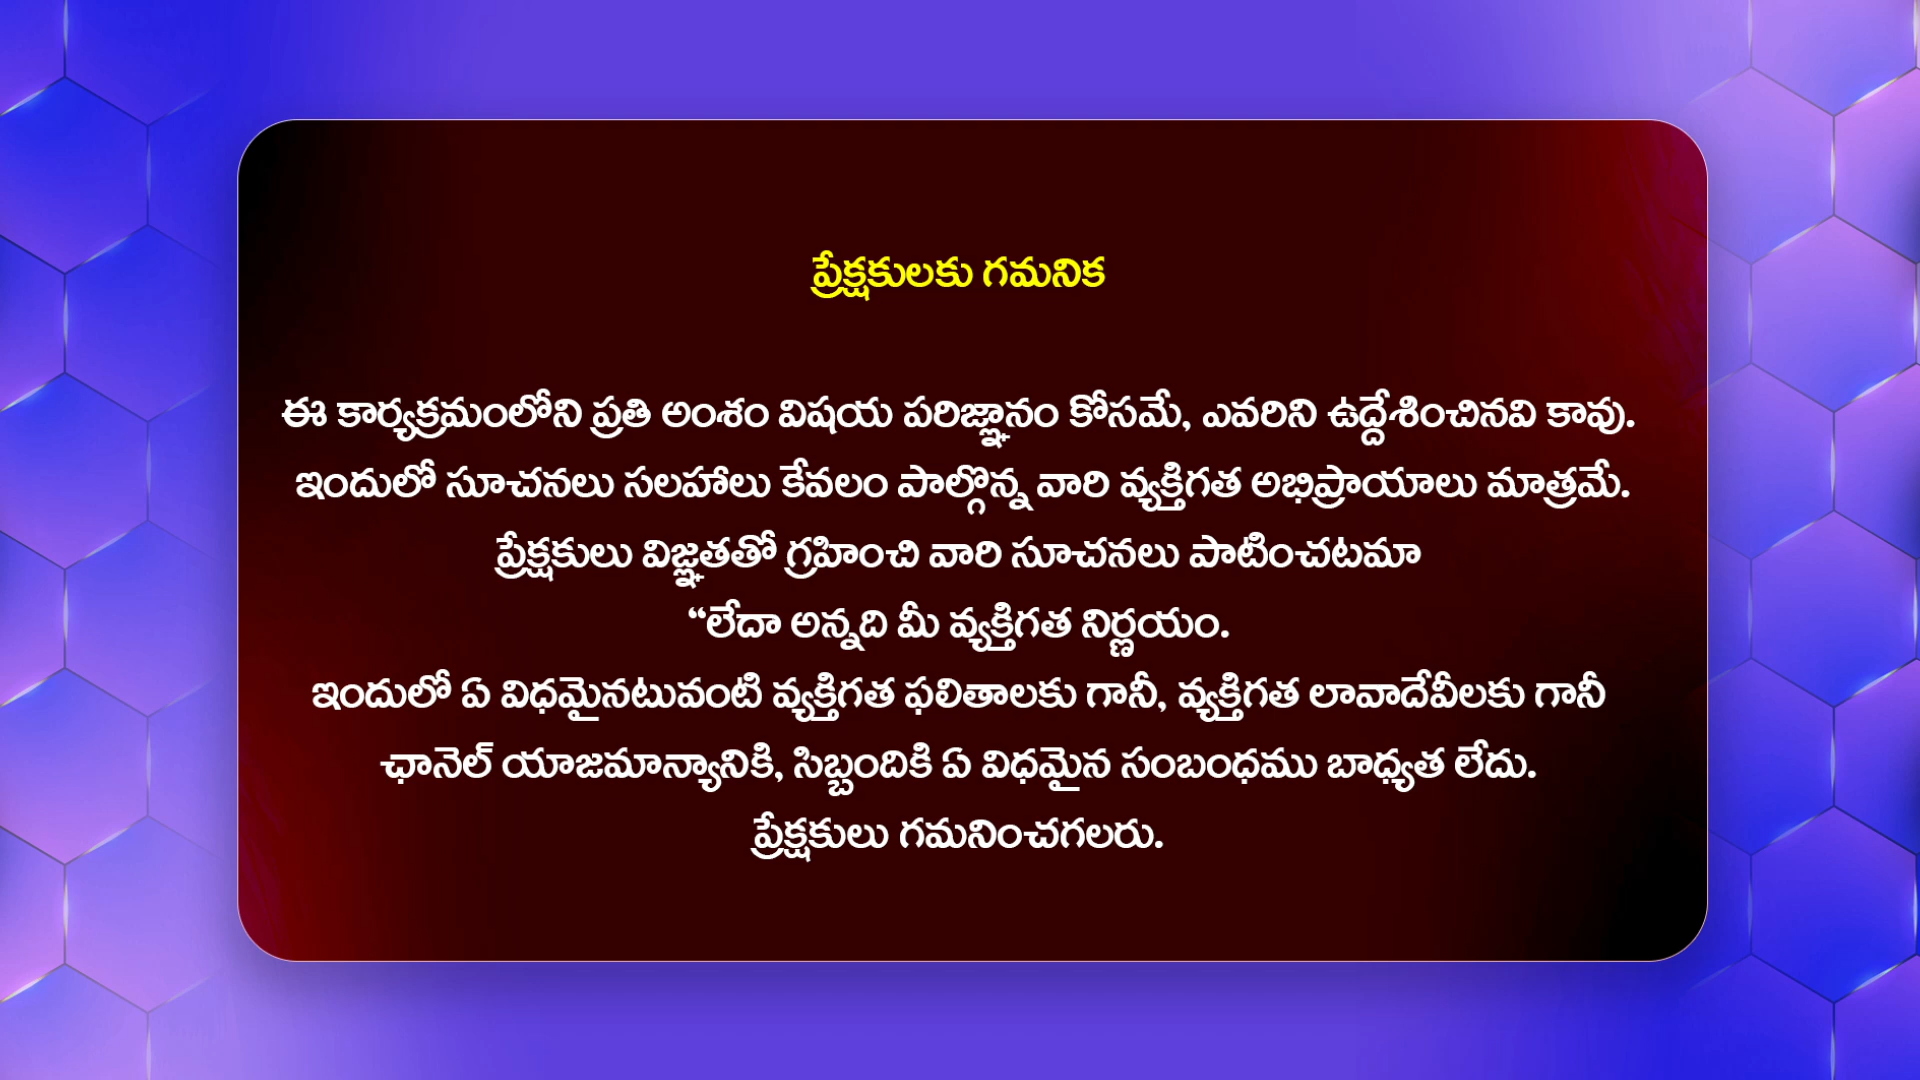 ప్రేక్షకులకు గమనిక
ఈ కార్యక్రమంలోని ప్రతి అంశం విషయ పరిజ్ఞానం కోసమే, ఎవరిని ఉద్దేశించినవి కావు.
ఇందులో సూచనలు సలహాలు కేవలం పాల్గొన్న వారి వ్యక్తిగత అభిప్రాయాలు మాత్రమే.
ప్రేక్షకులు విజ్ఞతతో గ్రహించి వారి సూచనలు పాటించటమా
“లేదా అన్నది మీ వ్యక్తిగత నిర్ణయం.
ఇందులో ఏ విధమైనటువంటి వ్యక్తిగత ఫలితాలకు గానీ, వ్యక్తిగత లావాదేవీలకు గానీ
ఛానెల్ యాజమాన్యానికి, సిబ్బందికి ఏ విధమైన సంబంధము బాధ్యత లేదు.
ప్రేక్షకులు గమనించగలరు.